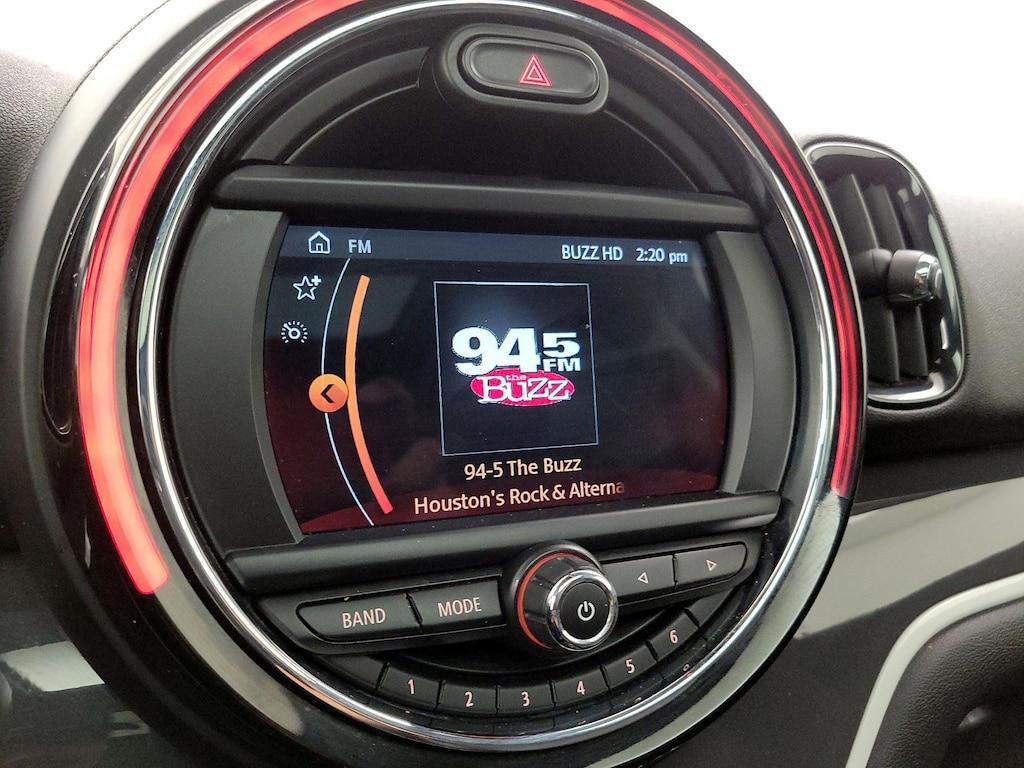 FM
BUZZ HD 2:20 pm
94.5
FM
the
Buzz
94-5 The Buzz
Houston's Rock & Alterna
BAND
MODE
1
2
3
4
5
6